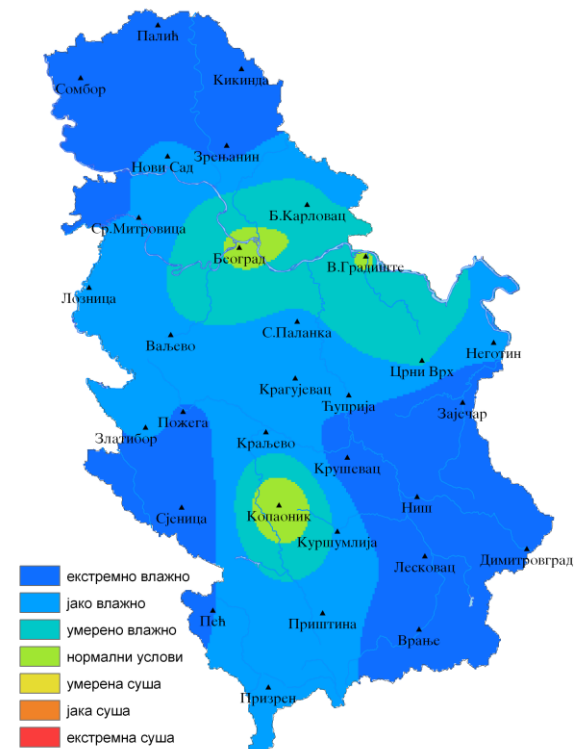 Палић
Кикинда
Сомбор
Зрењанин
Нови Сад
Б.Карловац
Ср.Митровица
Београд
В.Градиште
Лозница
С.Паланка
Ваљево
Неготин
Црни Врх
Крагујевац
Ћуприја
Зајечар
Пожега
Златибор
Краљево
Крушевац
Ниш
Копаоник
Сјеница
Куршумлија
Димитровград
Лесковац
Пећ
Приштина
Врање
Призрен
екстремно влажно
јако влажно
умерено влажно
нормални услови
умерена суша
јака суша
екстремна суша